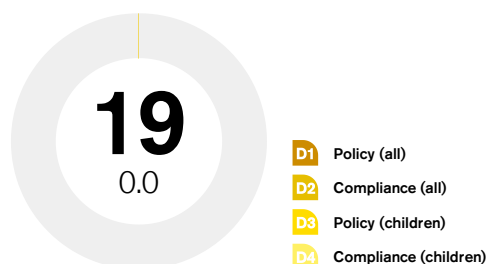 19
0.0
D1 Policy (all)
D2 Compliance (all)
D3 Policy (children)
D4 Compliance (children)